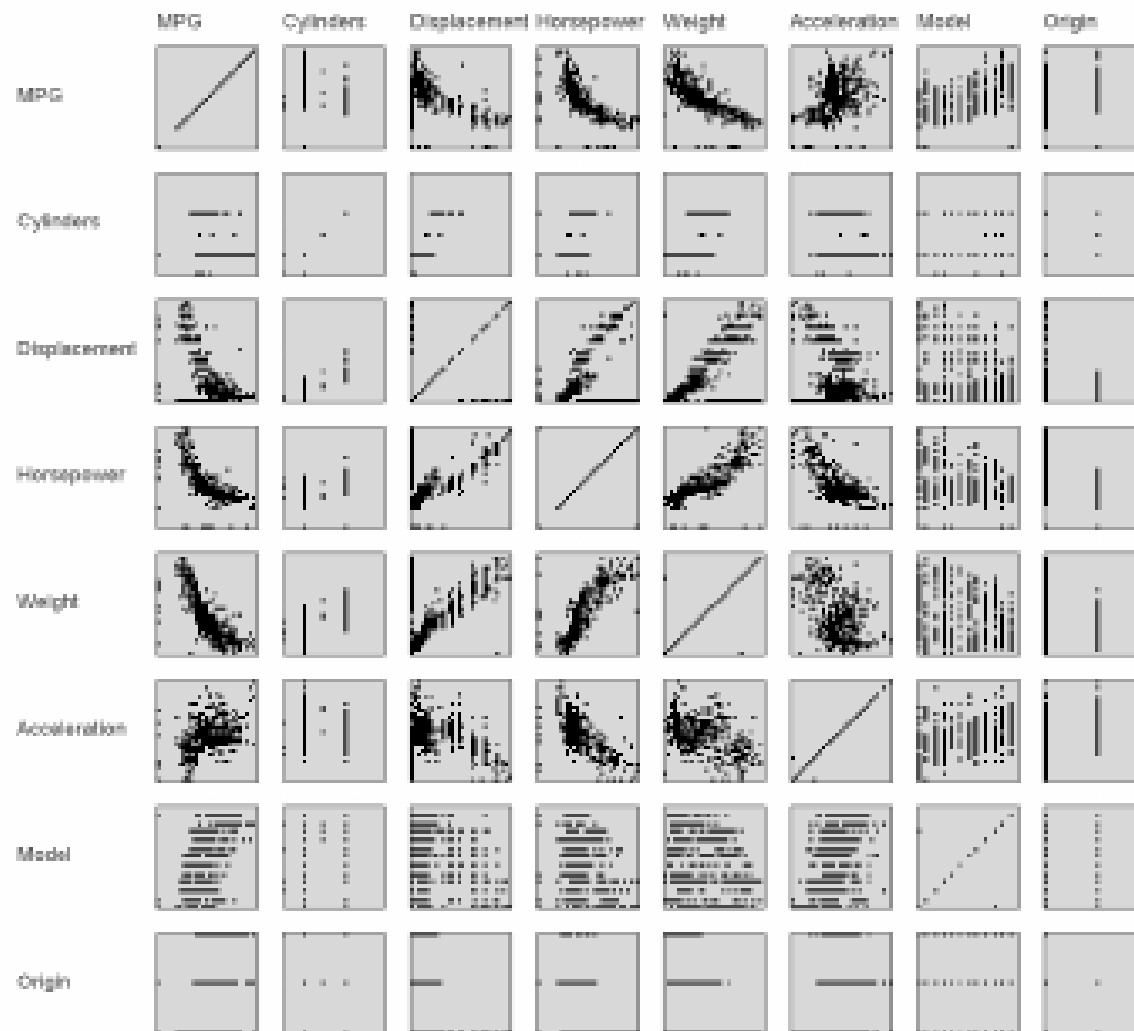 MPG Cylinders Displacement Horsepower Weight Acceleration Model Origin
MPG
Cylinders
Displacement
Horsepower
Weight
Acceleration
Model
Origin